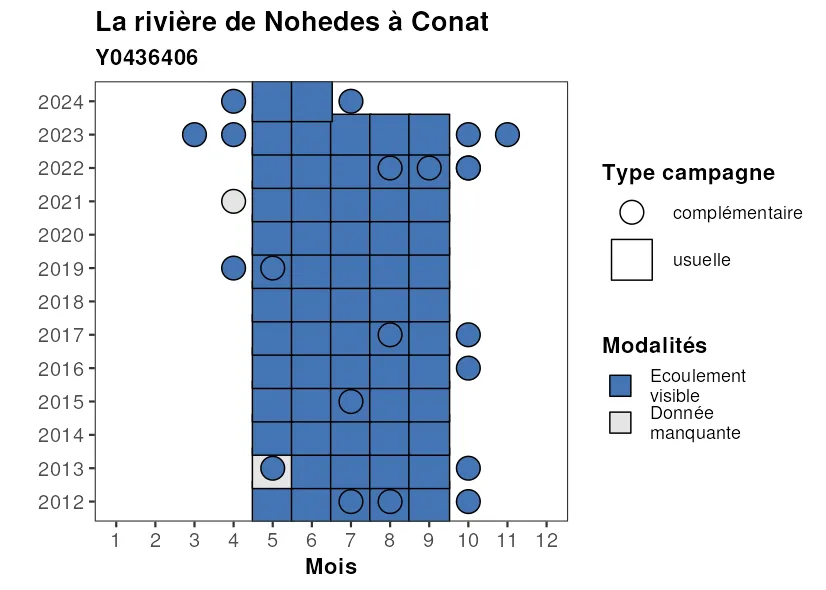 La rivière de Nohedes à Conat
Y0436406
2024
2023
2022
2021
2020
2019
2018
2017
2016
2015
2014
2013
2012
1 2 3 4 5 6 7 8 9 10 11 12
Mois
Type campagne
complémentaire
usuelle
Modalités
Ecoulement
visible
Donnée
manquante